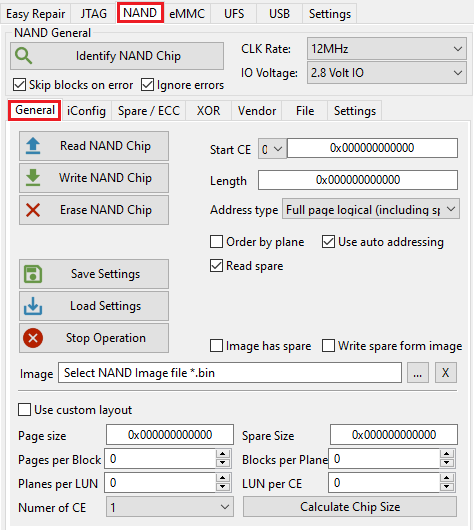 Easy Repair JTAG NAND eMMC UFS USB Settings
NAND General
Identify NAND Chip
CLK Rate: 12MHz
IO Voltage: 2.8 Volt IO
Skip blocks on error Ignore errors
General iConfig Spare / ECC XOR Vendor File Settings
Read NAND Chip
Start CE 0 0x000000000000
Write NAND Chip
Length 0x000000000000
Erase NAND Chip
Address type Full page logical (including sp
Order by plane Use auto addressing
Read spare
Save Settings
Load Settings
Stop Operation
Image has spare Write spare form image
Image Select NAND Image file *.bin ... X
Use custom layout
Page size 0x000000000000 Spare Size 0x000000000000
Pages per Block 0 Blocks per Plane 0
Planes per LUN 0 LUN per CE 0
Numer of CE 1 Calculate Chip Size